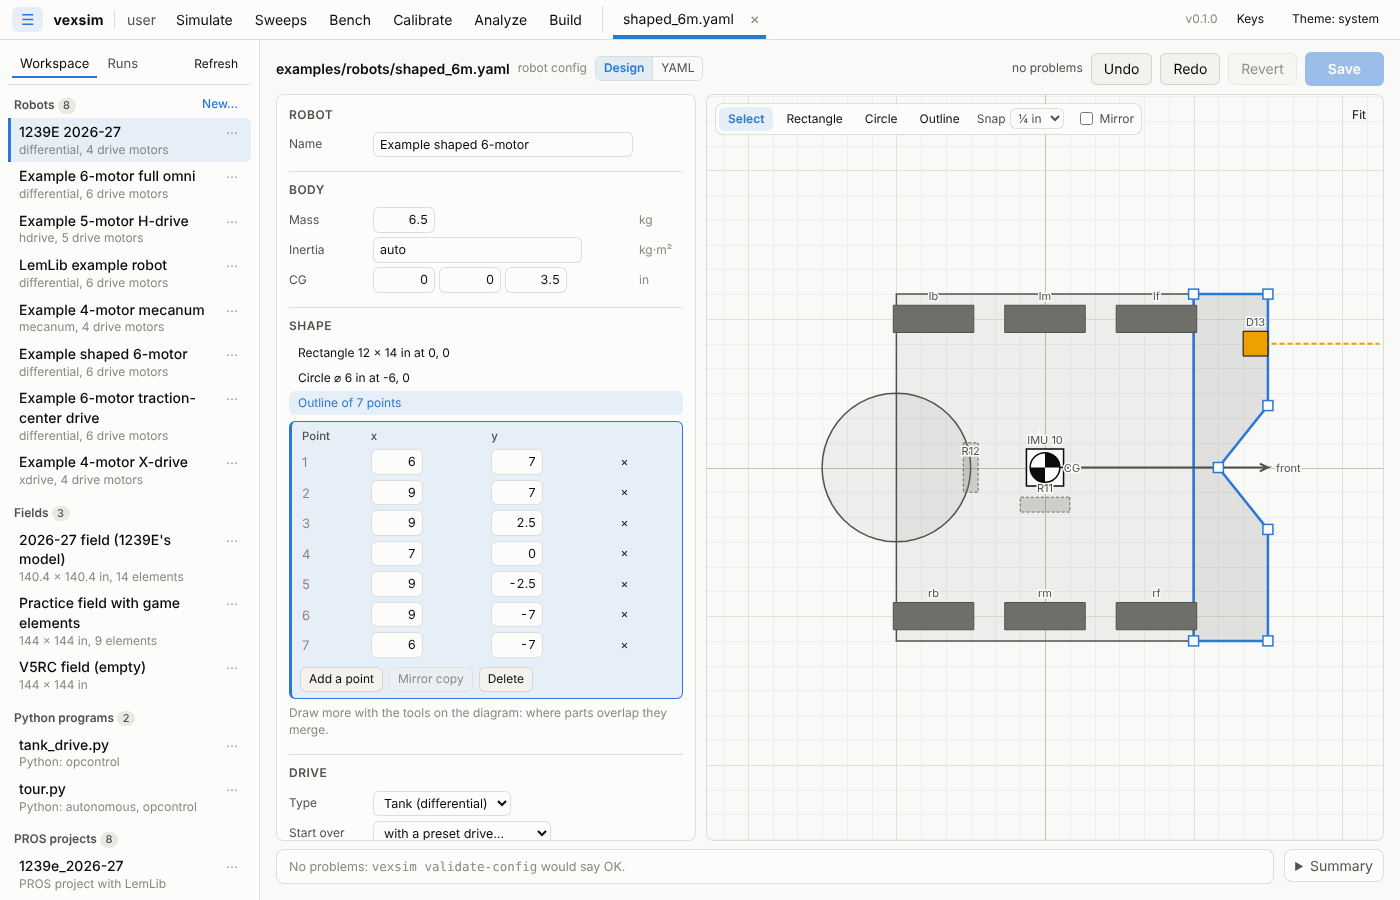 ☰ vexsim user Simulate Sweeps Bench Calibrate Analyze Build shaped_6m.yaml × v0.1.0 Keys Theme: system
Workspace Runs Refresh
Robots 8 New...
1239E 2026-27 ...
differential, 4 drive motors
Example 6-motor full omni ...
differential, 6 drive motors
Example 5-motor H-drive ...
hdrive, 5 drive motors
LemLib example robot ...
differential, 6 drive motors
Example 4-motor mecanum ...
mecanum, 4 drive motors
Example shaped 6-motor ...
differential, 6 drive motors
Example 6-motor traction-
center drive ...
differential, 6 drive motors
Example 4-motor X-drive ...
xdrive, 4 drive motors
Fields 3
2026-27 field (1239E's
model) ...
140.4 × 140.4 in, 14 elements
Practice field with game
elements ...
144 × 144 in, 9 elements
V5RC field (empty) ...
144 × 144 in
Python programs 2
tank_drive.py ...
Python: opcontrol
tour.py ...
Python: autonomous, opcontrol
PROS projects 8
1239e_2026-27 ...
PROS project with LemLib
examples/robots/shaped_6m.yaml robot config Design YAML no problems Undo Redo Revert Save
ROBOT
Name Example shaped 6-motor
BODY
Mass 6.5 kg
Inertia auto kg·m²
CG 0 0 3.5 in
SHAPE
Rectangle 12 × 14 in at 0, 0
Circle ⌀ 6 in at -6, 0
Outline of 7 points
Point x y
1 6 7 ×
2 9 7 ×
3 9 2.5 ×
4 7 0 ×
5 9 -2.5 ×
6 9 -7 ×
7 6 -7 ×
Add a point Mirror copy Delete
Draw more with the tools on the diagram: where parts overlap they
merge.
DRIVE
Type Tank (differential)
Start over with a preset drive...
Select Rectangle Circle Outline Snap ¼ in Mirror Fit
lb lm lf
D13
IMU 10
R12
CG front
R11
rb rm rf
No problems: vexsim validate-config would say OK.
▶ Summary